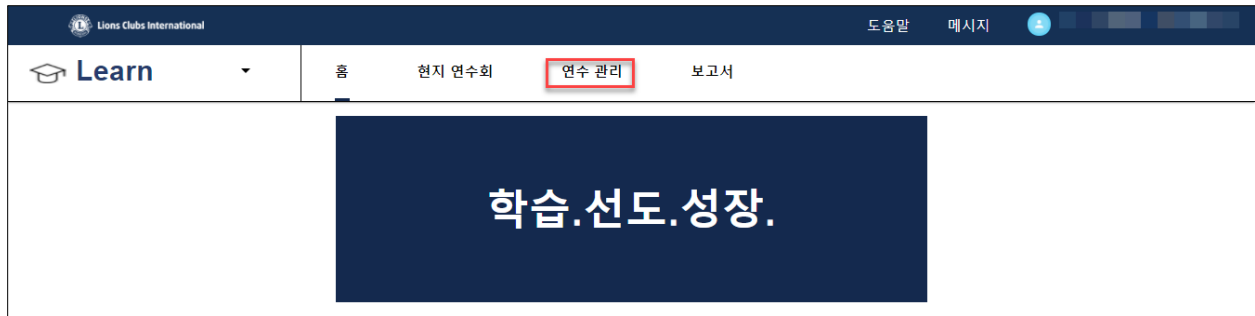 Lions Clubs International
도움말 메시지
Learn 홈 현지 연수회 연수 관리 보고서
학습.선도.성장.